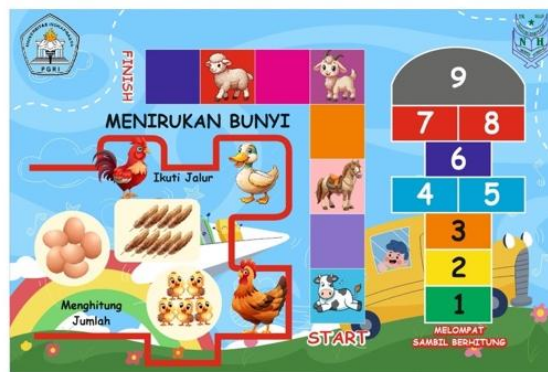 PGRI
FINISH
MENIRUKAN BUNYI
Ikuti Jalur
Menghitung
Jumlah
START
9
7 8
6
4 5
3
2
1
MELOMPAT
SAMBIL BERHITUNG